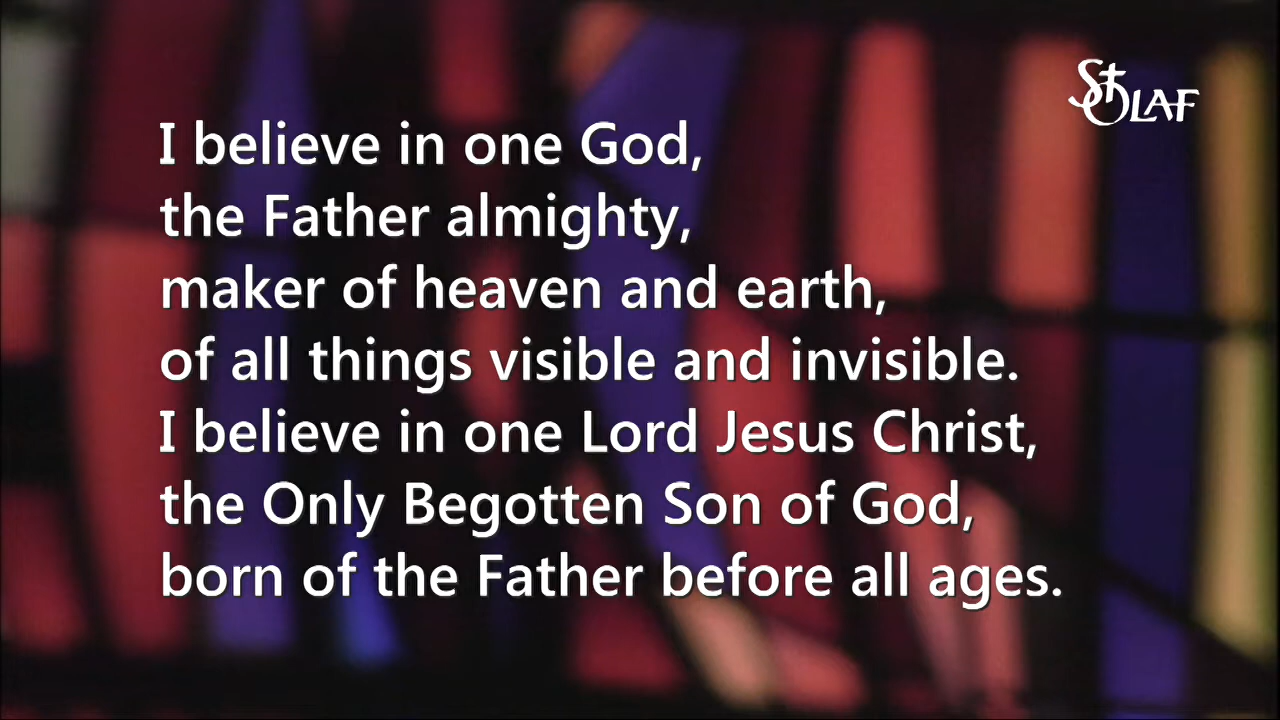 St OLAF
I believe in one God,
the Father almighty,
maker of heaven and earth,
of all things visible and invisible.
I believe in one Lord Jesus Christ,
the Only Begotten Son of God,
born of the Father before all ages.